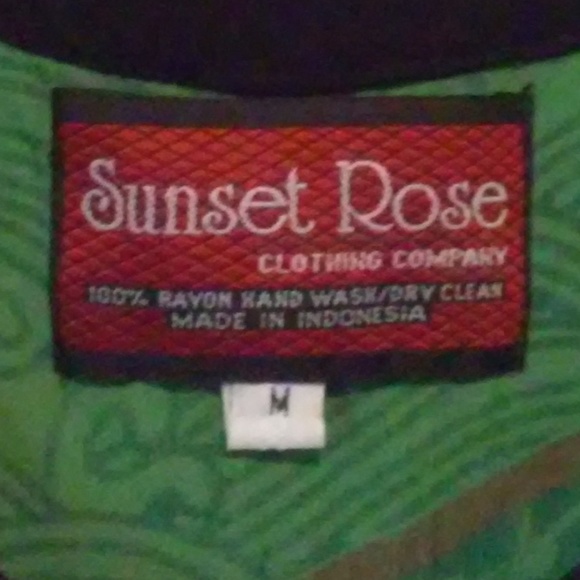 Sunset Rose
CLOTHING COMPANY
100% RAYON HAND WASH/DRY CLEAN
MADE IN INDONESIA
M